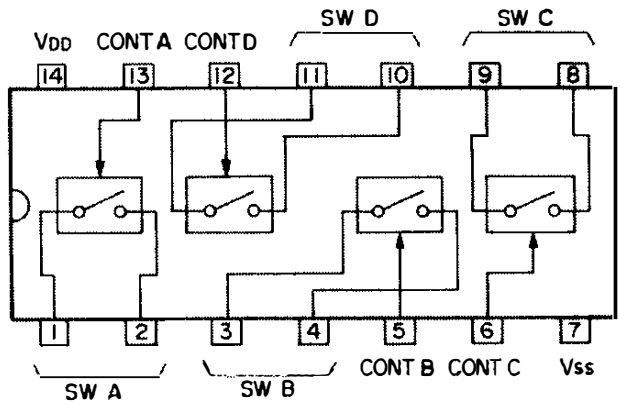 SW D SW C
VDD CONT A CONT D
14 13 12 11 10 9 8
1 2 3 4 5 6 7
CONT B CONT C VSS
SW A SW B